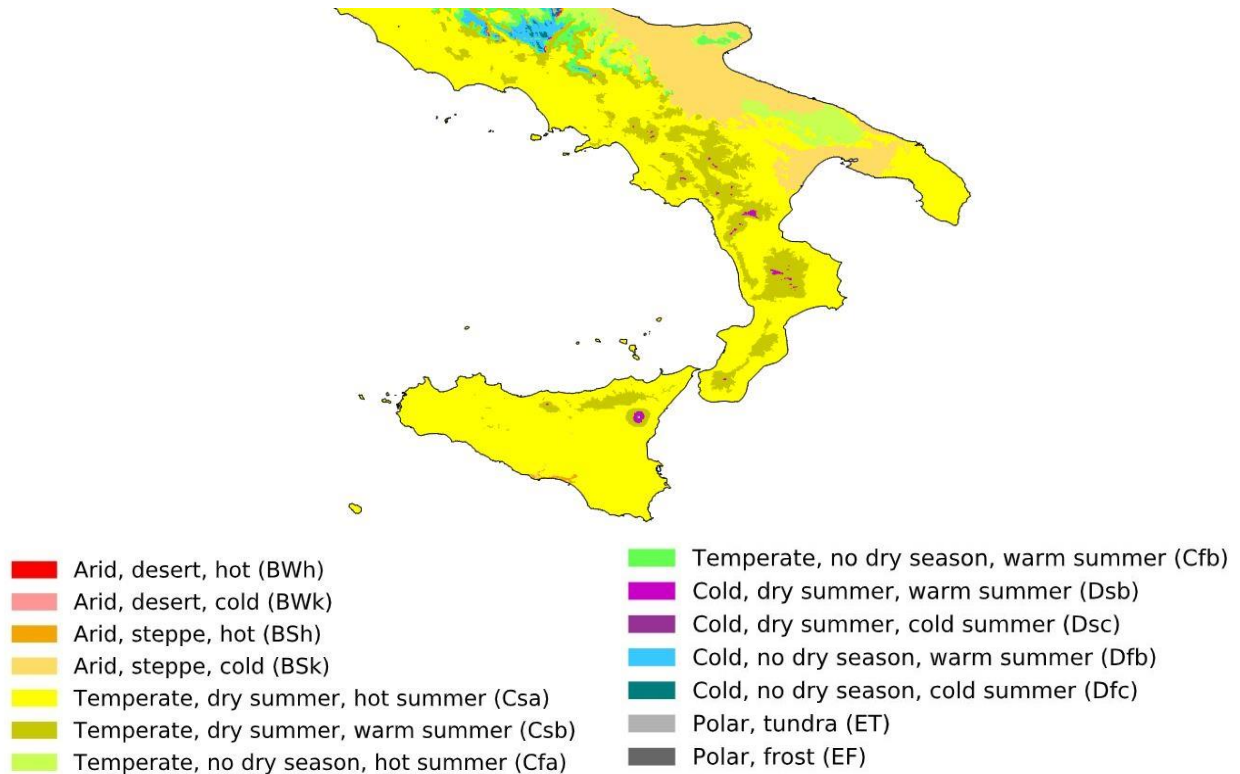 Arid, desert, hot (BWh)
Arid, desert, cold (BWk)
Arid, steppe, hot (BSh)
Arid, steppe, cold (BSk)
Temperate, dry summer, hot summer (Csa)
Temperate, dry summer, warm summer (Csb)
Temperate, no dry season, hot summer (Cfa)
Temperate, no dry season, warm summer (Cfb)
Cold, dry summer, warm summer (Dsb)
Cold, dry summer, cold summer (Dsc)
Cold, no dry season, warm summer (Dfb)
Cold, no dry season, cold summer (Dfc)
Polar, tundra (ET)
Polar, frost (EF)